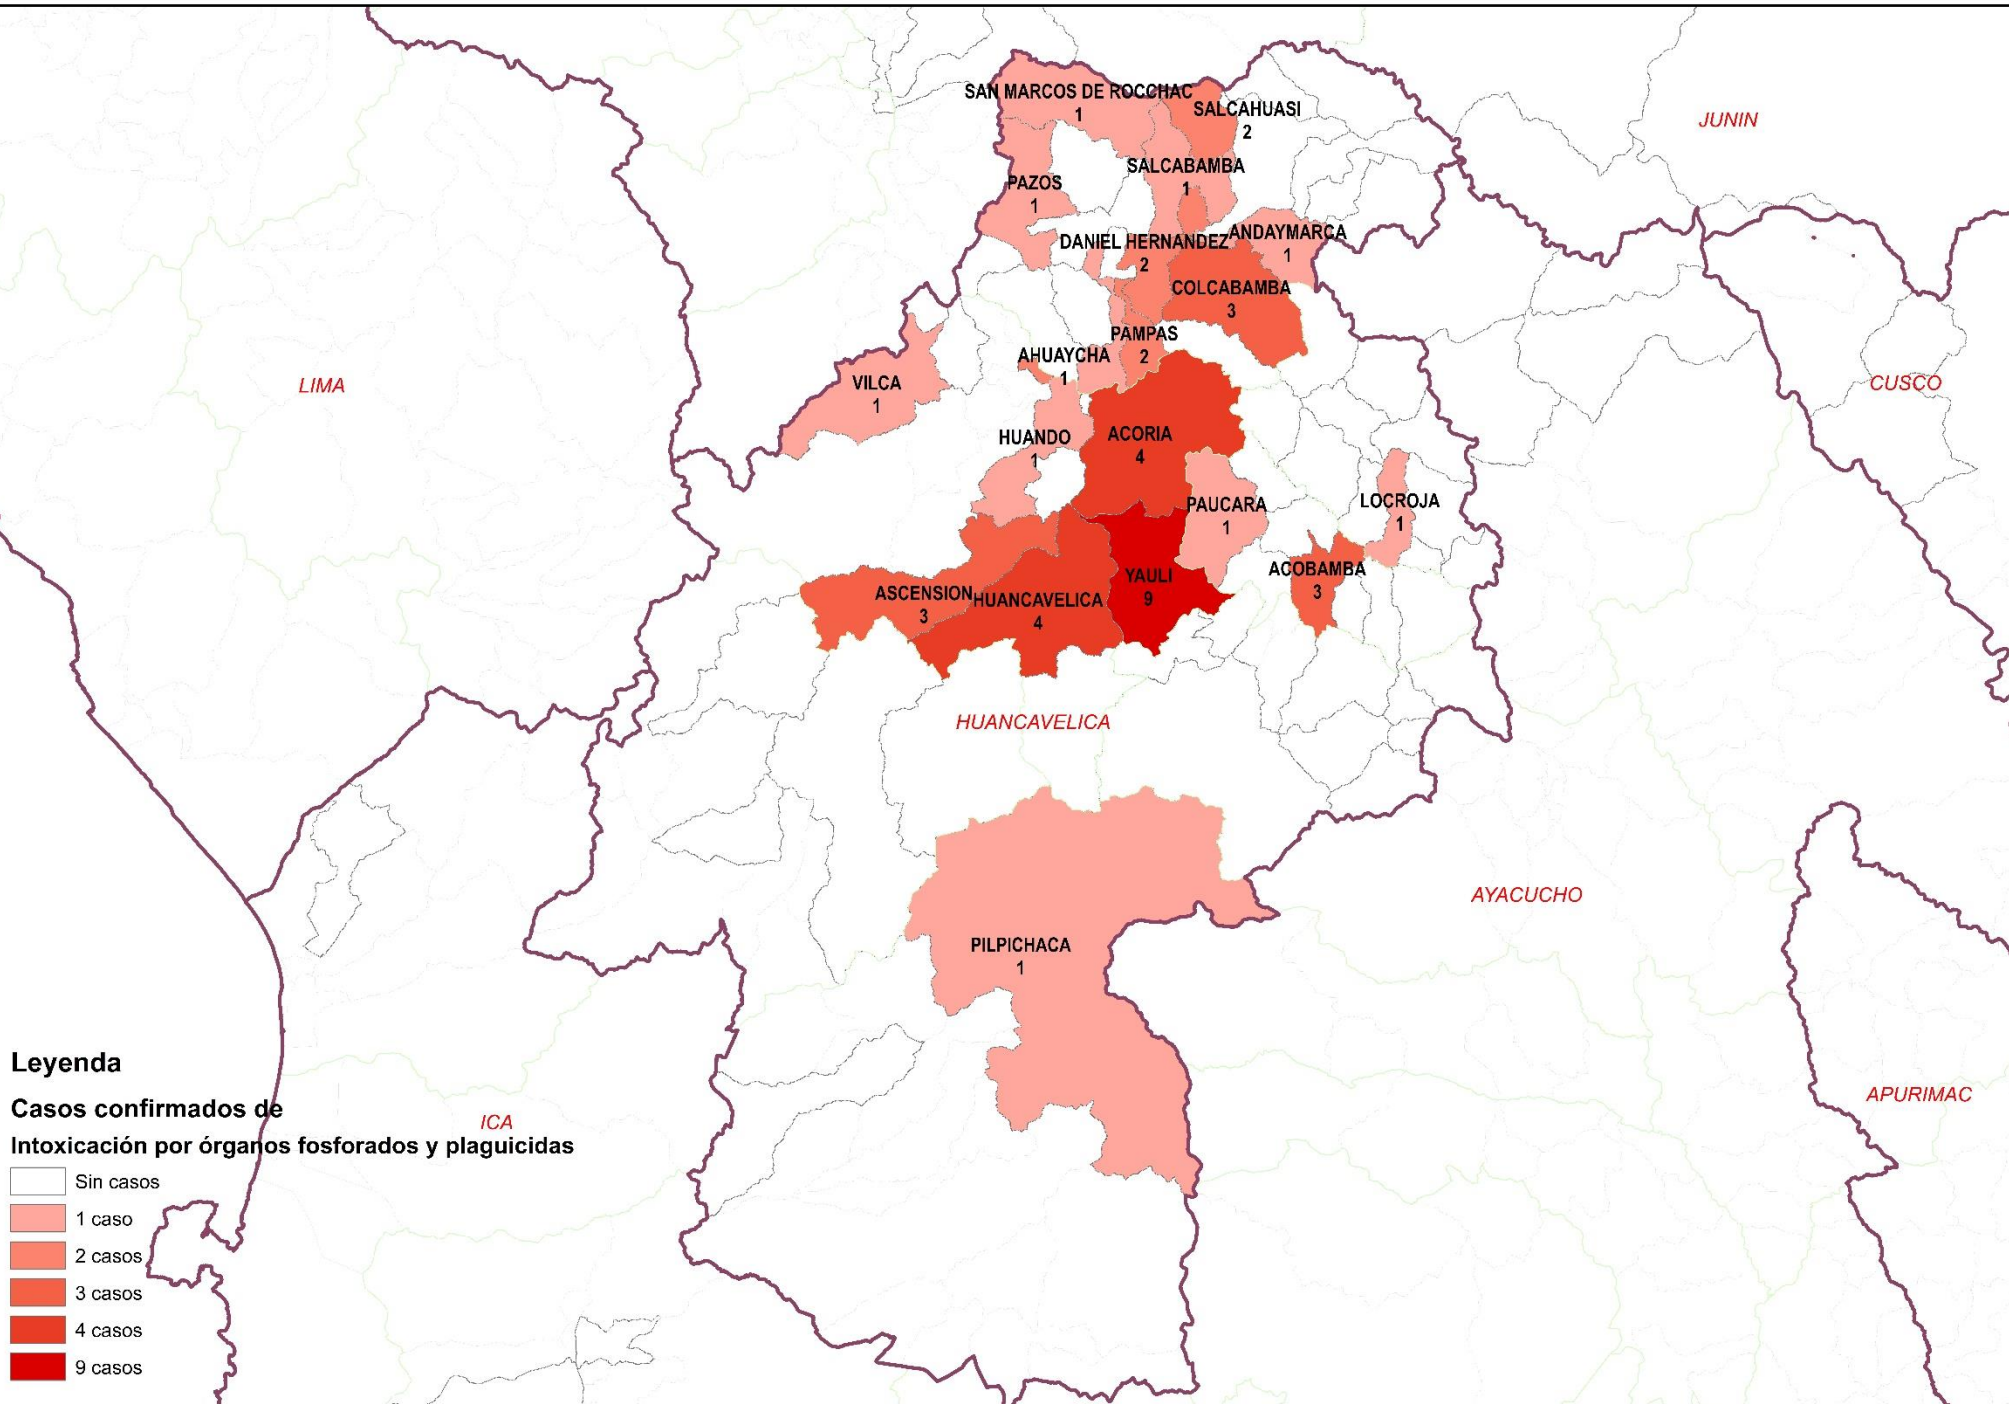 SAN MARCOS DE ROCCHAC
1
SALCAHUASI
2
JUNIN
SALCABAMBA
1
PAZOS
1
DANIEL HERNANDEZ
2
ANDAYMARCA
1
COLCABAMBA
3
PAMPAS
2
AHUAYCHA
1
VILCA
1
LIMA
CUSCO
HUANDO
1
ACORIA
4
PAUCARA
1
LOCROJA
1
ACOBAMBA
3
YAULI
9
ASCENSION
3
HUANCAVELICA
4
HUANCAVELICA
AYACUCHO
PILPICHACA
1
APURIMAC
ICA
Leyenda
Casos confirmados de
Intoxicación por órganos fosforados y plaguicidas
Sin casos
1 caso
2 casos
3 casos
4 casos
9 casos